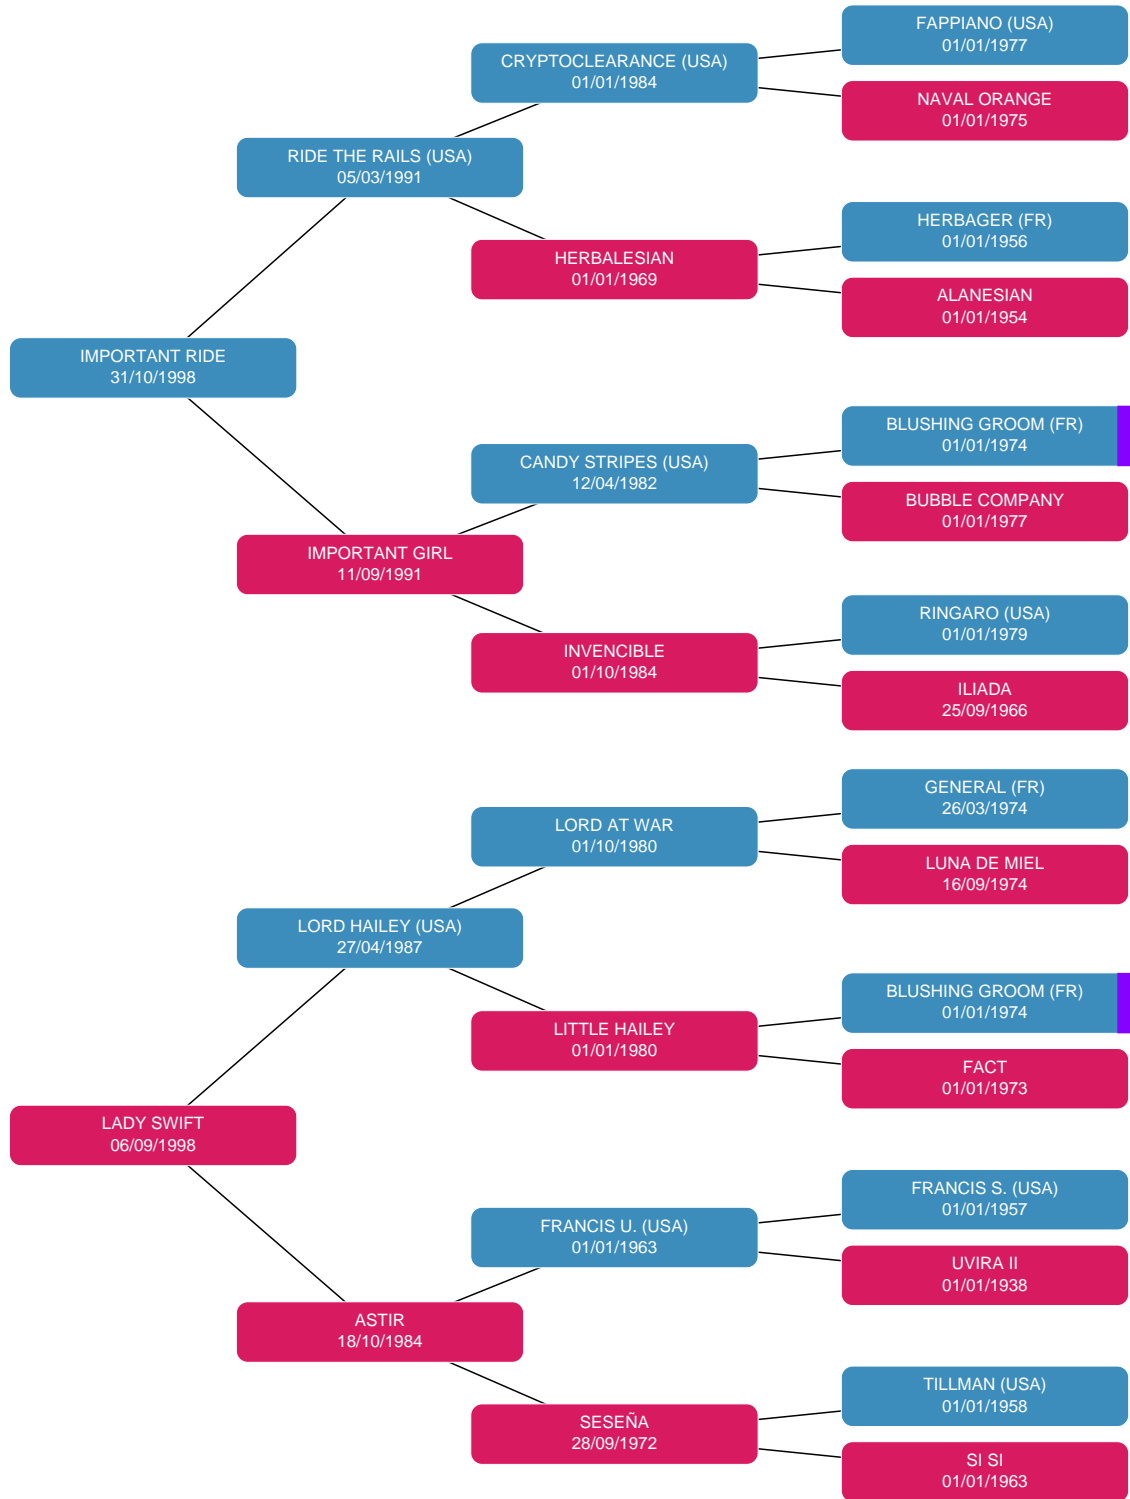 FAPPIANO (USA)
01/01/1977
CRYPTOCLEARANCE (USA)
01/01/1984
NAVAL ORANGE
01/01/1975
RIDE THE RAILS (USA)
05/03/1991
HERBAGER (FR)
01/01/1956
HERBALESIAN
01/01/1969
ALANESIAN
01/01/1954
IMPORTANT RIDE
31/10/1998
BLUSHING GROOM (FR)
01/01/1974
CANDY STRIPES (USA)
12/04/1982
BUBBLE COMPANY
01/01/1977
IMPORTANT GIRL
11/09/1991
RINGARO (USA)
01/01/1979
INVENCIBLE
01/10/1984
ILIADA
25/09/1966
GENERAL (FR)
26/03/1974
LORD AT WAR
01/10/1980
LUNA DE MIEL
16/09/1974
LORD HAILEY (USA)
27/04/1987
BLUSHING GROOM (FR)
01/01/1974
LITTLE HAILEY
01/01/1980
FACT
01/01/1973
LADY SWIFT
06/09/1998
FRANCIS S. (USA)
01/01/1957
FRANCIS U. (USA)
01/01/1963
UVIRA II
01/01/1938
ASTIR
18/10/1984
TILLMAN (USA)
01/01/1958
SESEÑA
28/09/1972
SI SI
01/01/1963